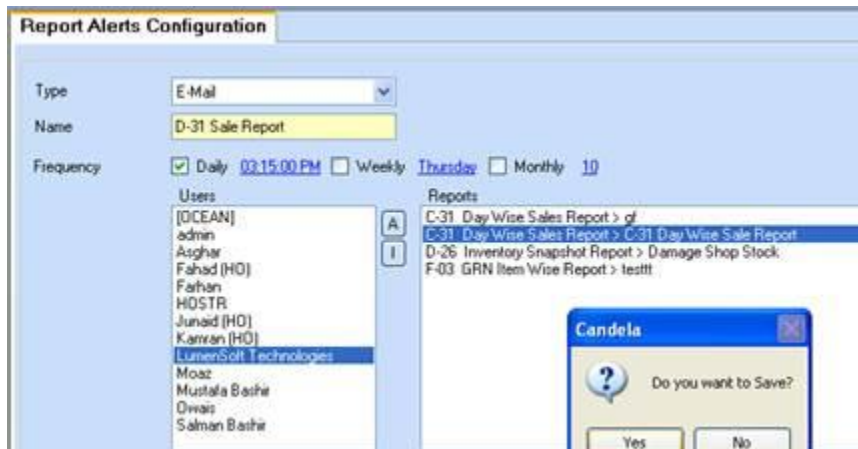 Report Alerts Configuration
Type E-Mail
Name D-31 Sale Report
Frequency Daily 03:15:00 PM Weekly Thursday Monthly 10
Users
[OCEAN]
admin
Asghar
Fahad (HO)
Farhan
HOSTR
Junaid (HO)
Kamran (HO)
LumenSoft Technologies
Moaz
Mustafa Bashir
Owais
Salman Bashir
A
I
Reports
C-31 Day Wise Sales Report > gf
C-31 Day Wise Sales Report > C-31 Day Wise Sale Report
D-26 Inventory Snapshot Report > Damage Shop Stock
F-03 GRN Item Wise Report > testtt
Candela
Do you want to Save?
Yes No